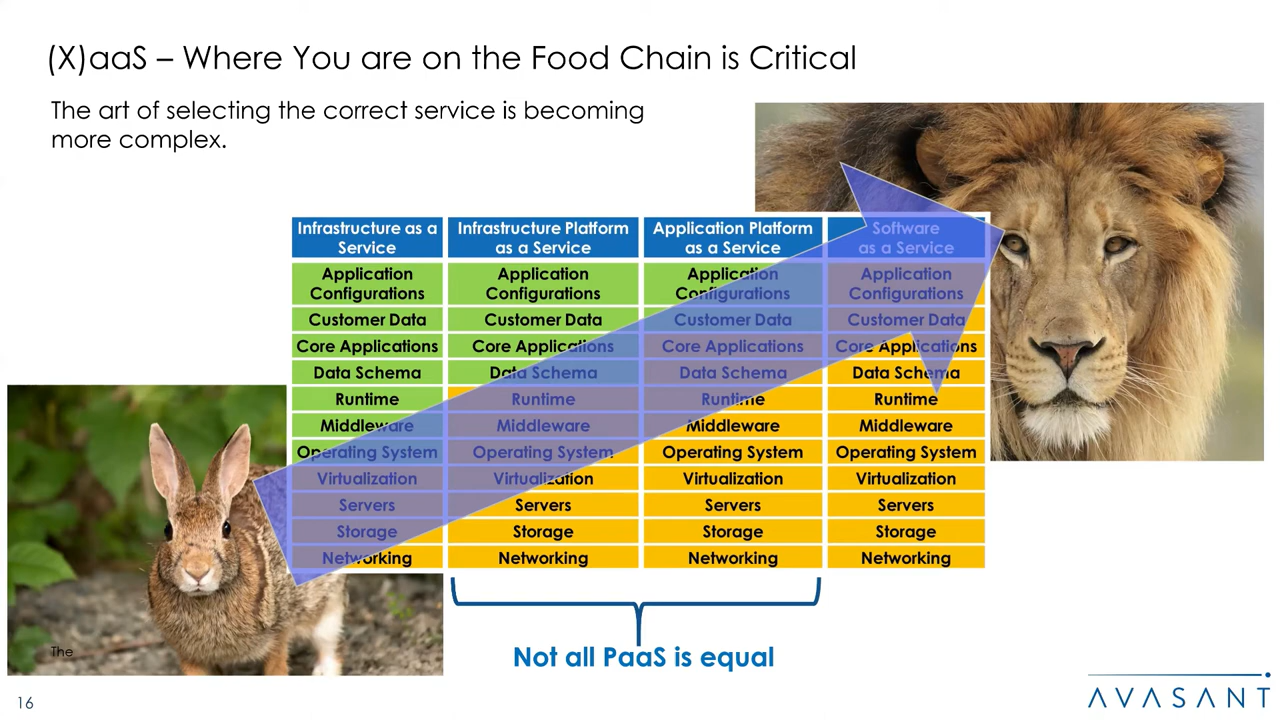 (X)aaS – Where You are on the Food Chain is Critical
The art of selecting the correct service is becoming
more complex.
Infrastructure as a
Service
Infrastructure Platform
as a Service
Application Platform
as a Service
Software
as a Service
Application
Configurations
Application
Configurations
Application
Configurations
Application
Configurations
Customer Data
Customer Data
Customer Data
Customer Data
Core Applications
Core Applications
Core Applications
Core Applications
Data Schema
Data Schema
Data Schema
Data Schema
Runtime
Runtime
Runtime
Runtime
Middleware
Middleware
Middleware
Middleware
Operating System
Operating System
Operating System
Operating System
Virtualization
Virtualization
Virtualization
Virtualization
Servers
Servers
Servers
Servers
Storage
Storage
Storage
Storage
Networking
Networking
Networking
Networking
The
Not all PaaS is equal
16
AVASANT